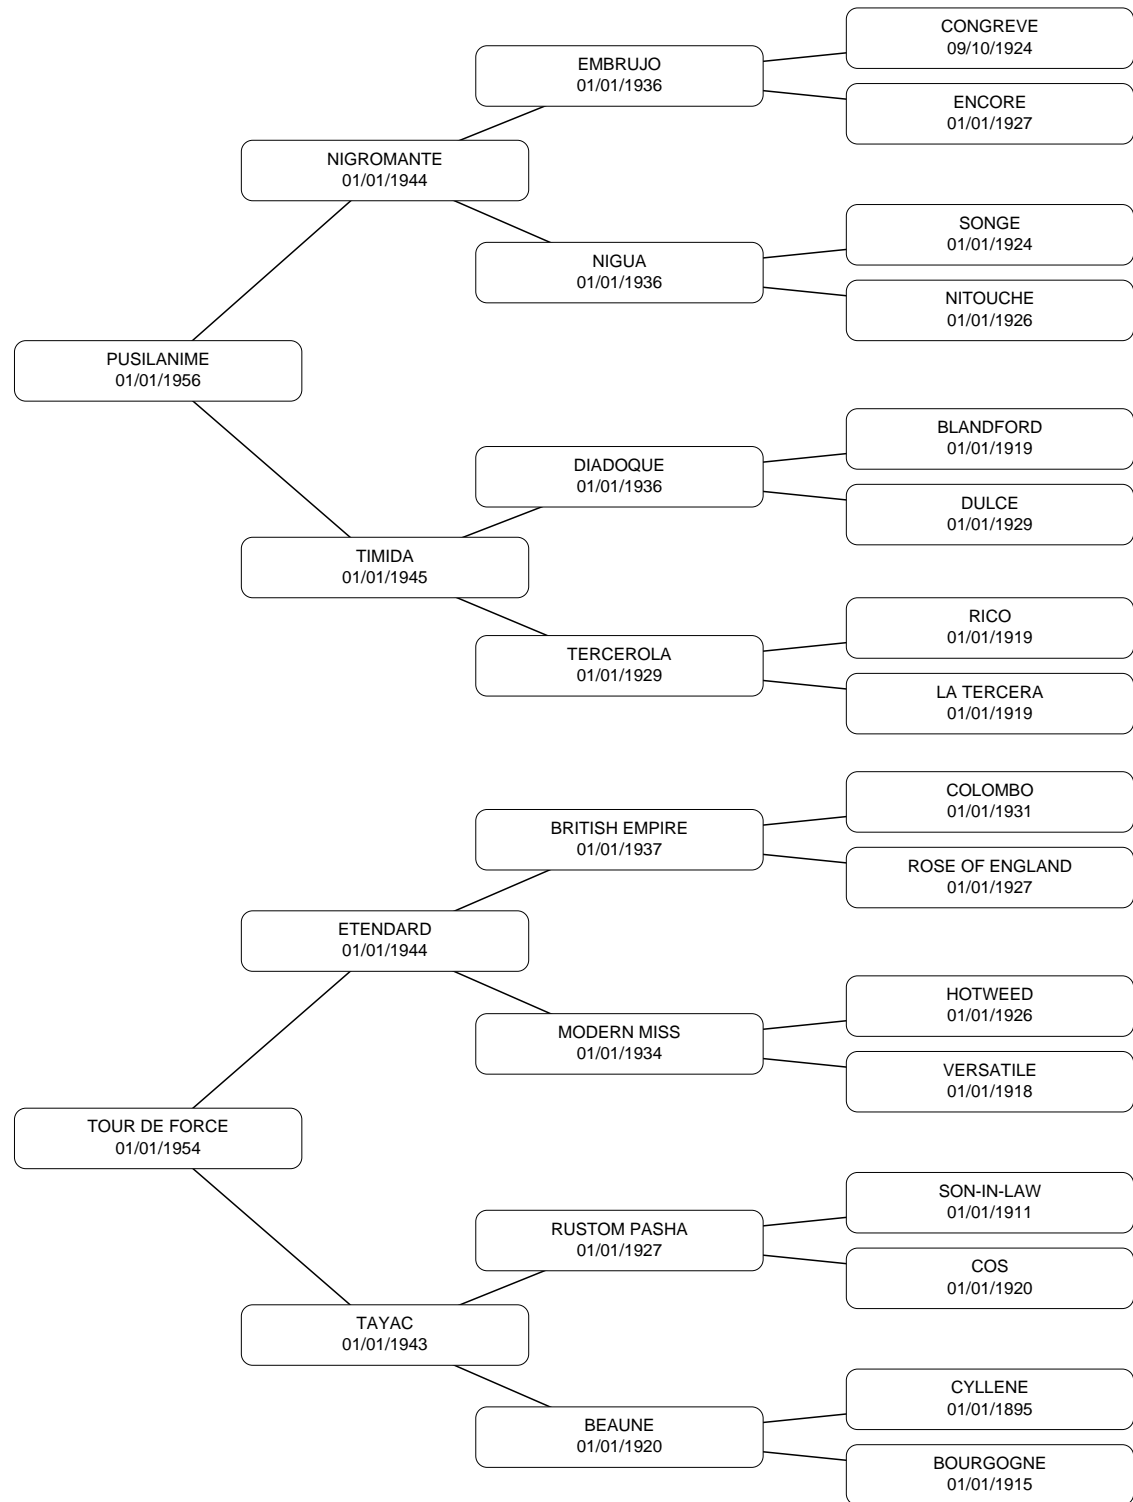 CONGREVE
09/10/1924
EMBRUJO
01/01/1936
ENCORE
01/01/1927
NIGROMANTE
01/01/1944
SONGE
01/01/1924
NIGUA
01/01/1936
NITOUCHE
01/01/1926
PUSILANIME
01/01/1956
BLANDFORD
01/01/1919
DIADOQUE
01/01/1936
DULCE
01/01/1929
TIMIDA
01/01/1945
RICO
01/01/1919
TERCEROLA
01/01/1929
LA TERCERA
01/01/1919
COLOMBO
01/01/1931
BRITISH EMPIRE
01/01/1937
ROSE OF ENGLAND
01/01/1927
ETENDARD
01/01/1944
HOTWEED
01/01/1926
MODERN MISS
01/01/1934
VERSATILE
01/01/1918
TOUR DE FORCE
01/01/1954
SON-IN-LAW
01/01/1911
RUSTOM PASHA
01/01/1927
COS
01/01/1920
TAYAC
01/01/1943
CYLLENE
01/01/1895
BEAUNE
01/01/1920
BOURGOGNE
01/01/1915